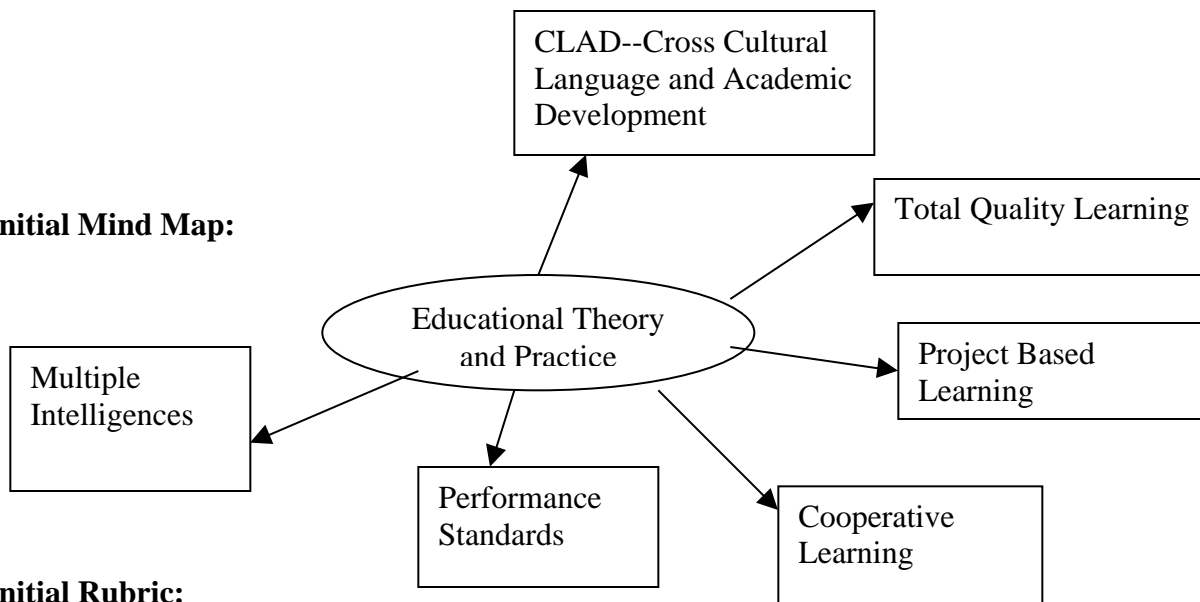 CLAD--Cross Cultural
Language and Academic
Development
nitial Mind Map:
Total Quality Learning
Educational Theory
and Practice
Project Based
Learning
Multiple
Intelligences
Performance
Standards
Cooperative
Learning
nitial Rubric: